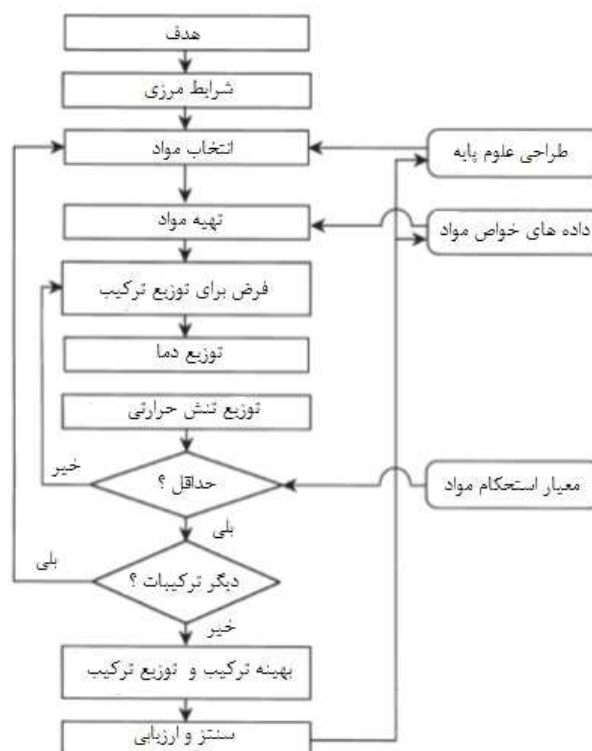 هدف
شرایط مرزی
انتخاب مواد
طراحی علوم پایه
تهیه مواد
داده های خواص مواد
فرض برای توزیع ترکیب
توزیع دما
توزیع تنش حرارتی
خیر
حداقل ؟
معیار استحکام مواد
بلی
بلی
دیگر ترکیبات ؟
خیر
بهینه ترکیب و توزیع ترکیب
سنتز و ارزیابی